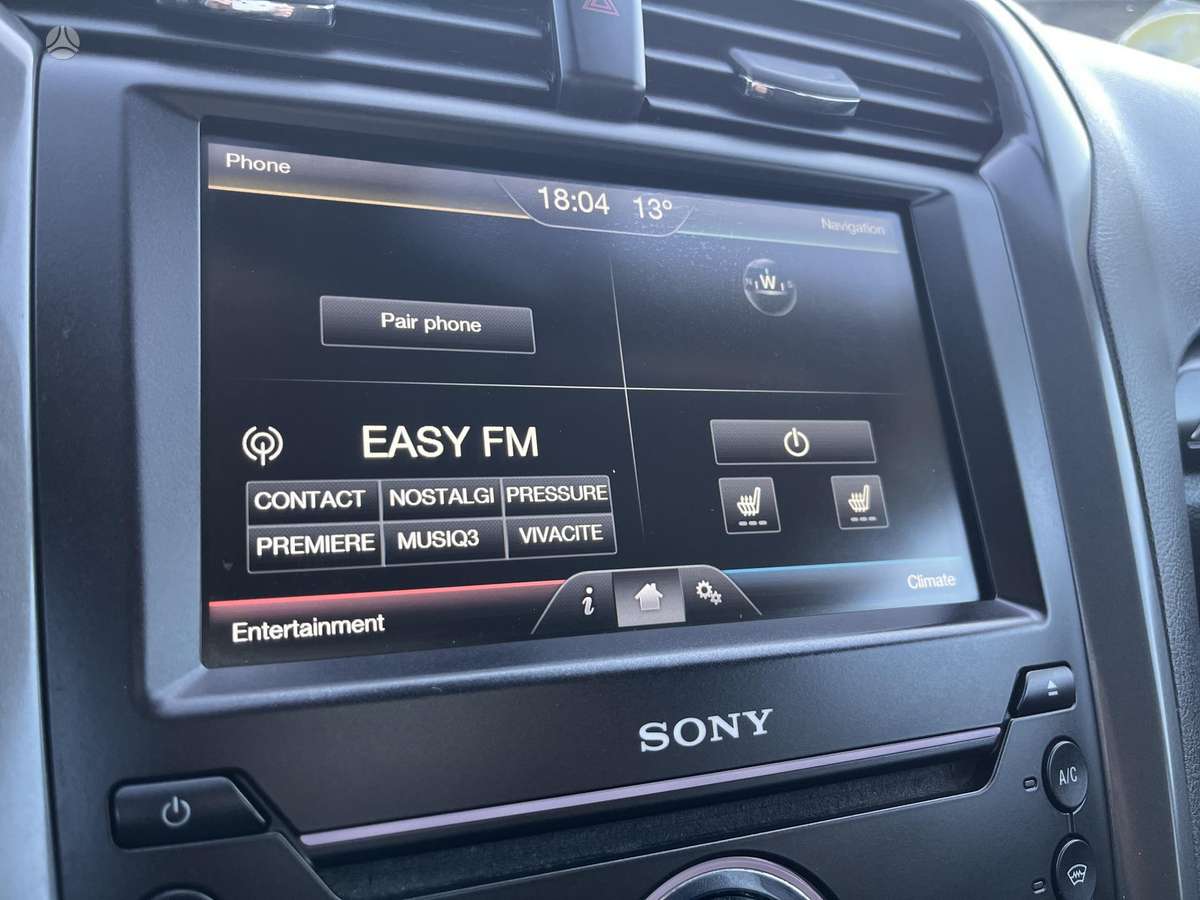 Phone
18:04 13°
Navigation
W
Pair phone
EASY FM
CONTACT NOSTALGI PRESSURE
PREMIERE MUSIQ3 VIVACITE
i
Entertainment
Climate
SONY
A/C